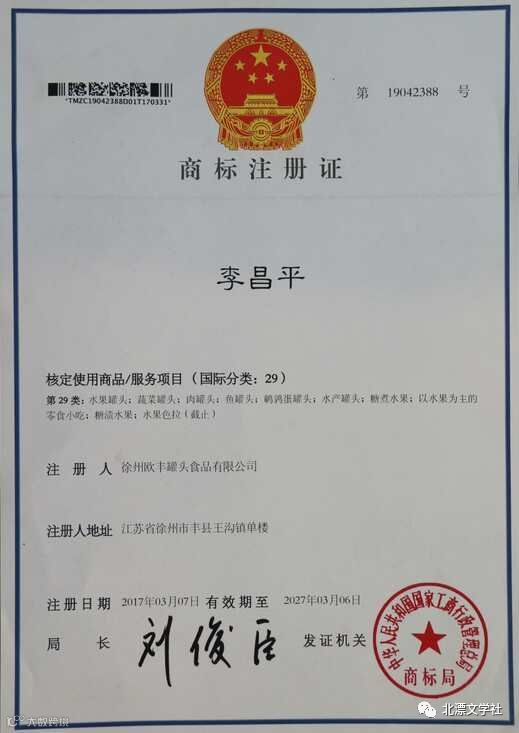 第 19042388 号
*TMZC19042388D01T170331*
商标注册证
李昌平
核定使用商品/服务项目（国际分类：29）
第29类：水果罐头；蔬菜罐头；肉罐头；鱼罐头；鹌鹑蛋罐头；水产罐头；糖煮水果；以水果为主的
零食小吃；糖渍水果；水果色拉（截止）
注册人 徐州欧丰罐头食品有限公司
注册人地址 江苏省徐州市丰县王沟镇单楼
注册日期 2017年03月07日 有效期至 2027年03月06日
局长 刘俊臣 发证机关
中华人民共和国国家工商行政管理总局
商标局
北漂文学社
大数跨境